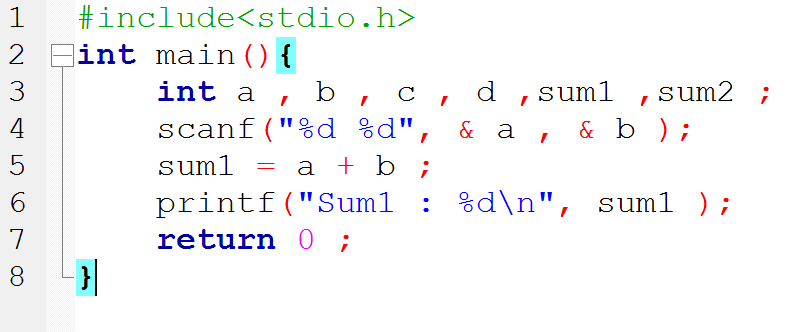 1 #include<stdio.h>
2 int main(){
3 int a , b , c , d ,sum1 ,sum2 ;
4 scanf("%d %d", & a , & b );
5 sum1 = a + b ;
6 printf("Sum1 : %d\n", sum1 );
7 return 0 ;
8 }